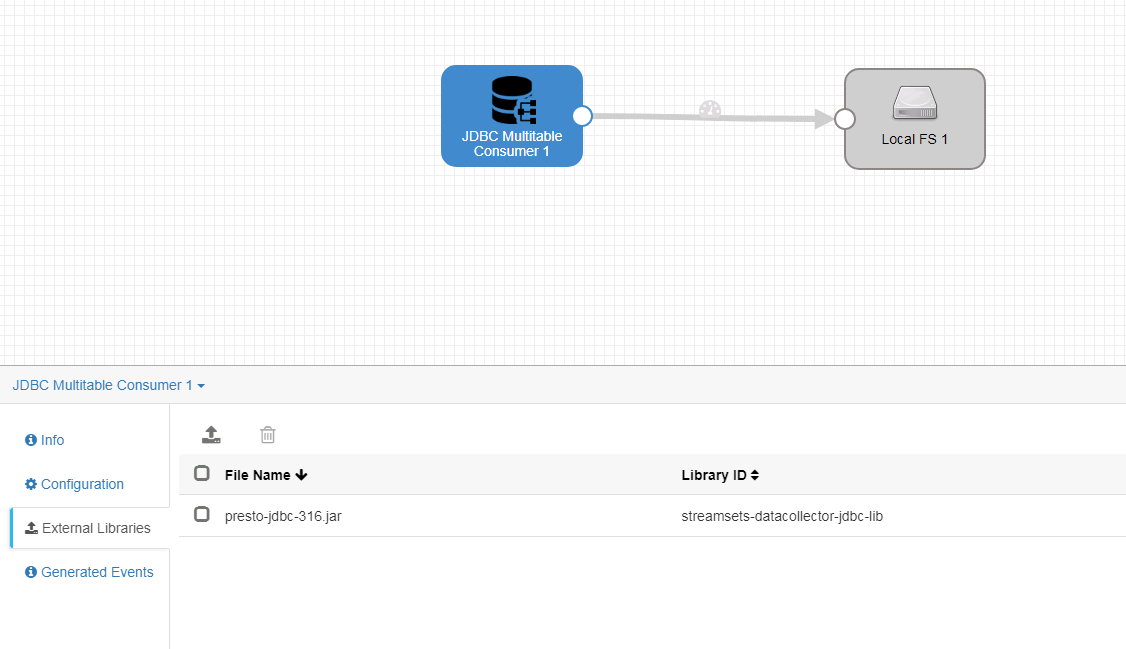 JDBC Multitable
Consumer 1
Local FS 1
JDBC Multitable Consumer 1
Info
Configuration
External Libraries
Generated Events
File Name
Library ID
presto-jdbc-316.jar
streamsets-datacollector-jdbc-lib